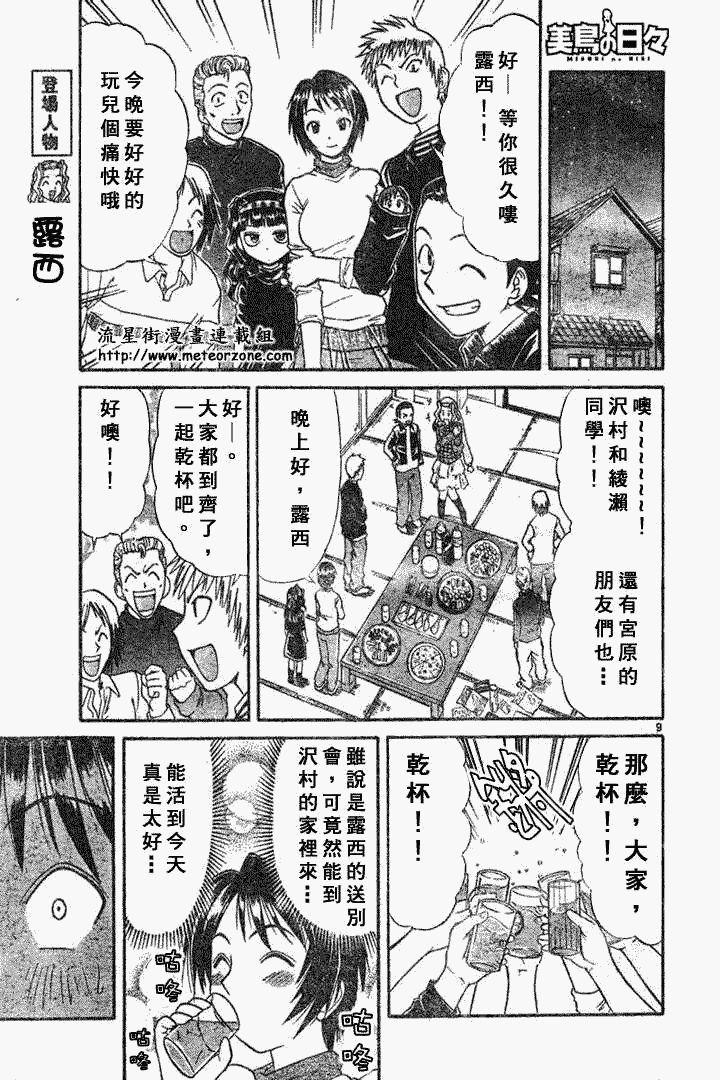 美鳥の日々
MIDORI no HIBI
好─等你很久嘍
露西！！
今晚要好好的
玩兒個痛快哦
登場人物
露西
流星街漫畫連載組
http://www.meteorzone.com
噢~~~~~~！
沢村和綾瀨
同學！！
還有宮原的
朋友們也…
晚上好，露西
好─。
大家都到齊了，
一起乾杯吧。
好噢！！
9
那麼，大家，
乾杯！！
乾杯！！
雖說是露西的送別
會，可竟然能到
沢村的家裡來…
能活到今天
真是太好…
咕咚
咕咚
咕咚